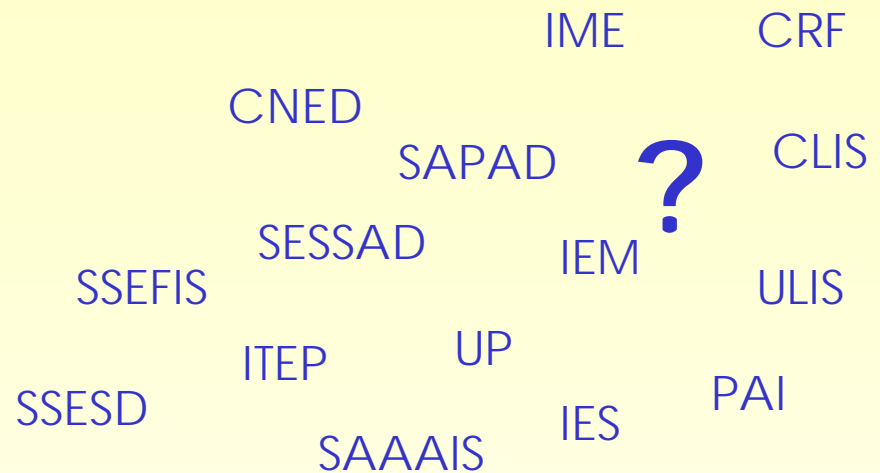 IME
CRF
CNED
SAPAD
?
CLIS
SESSAD
IEM
SSEFIS
ULIS
ITEP
UP
PAI
SSESD
IES
SAAAIS